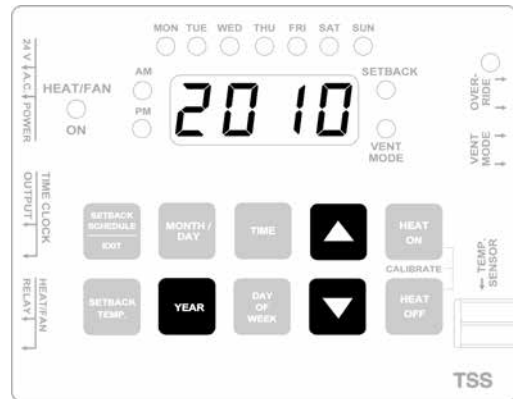 MON TUE WED THU FRI SAT SUN
24 V A.C. POWER
HEAT/FAN
ON
AM
PM
2010
SETBACK
VENT
MODE
OVER-
RIDE
VENT
MODE
TIME CLOCK
OUTPUT
SETBACK
SCHEDULE
EXIT
MONTH /
DAY
TIME
HEAT
ON
CALIBRATE
TEMP.
SENSOR
HEAT/FAN
RELAY
SETBACK
TEMP.
YEAR
DAY
OF
WEEK
HEAT
OFF
TSS